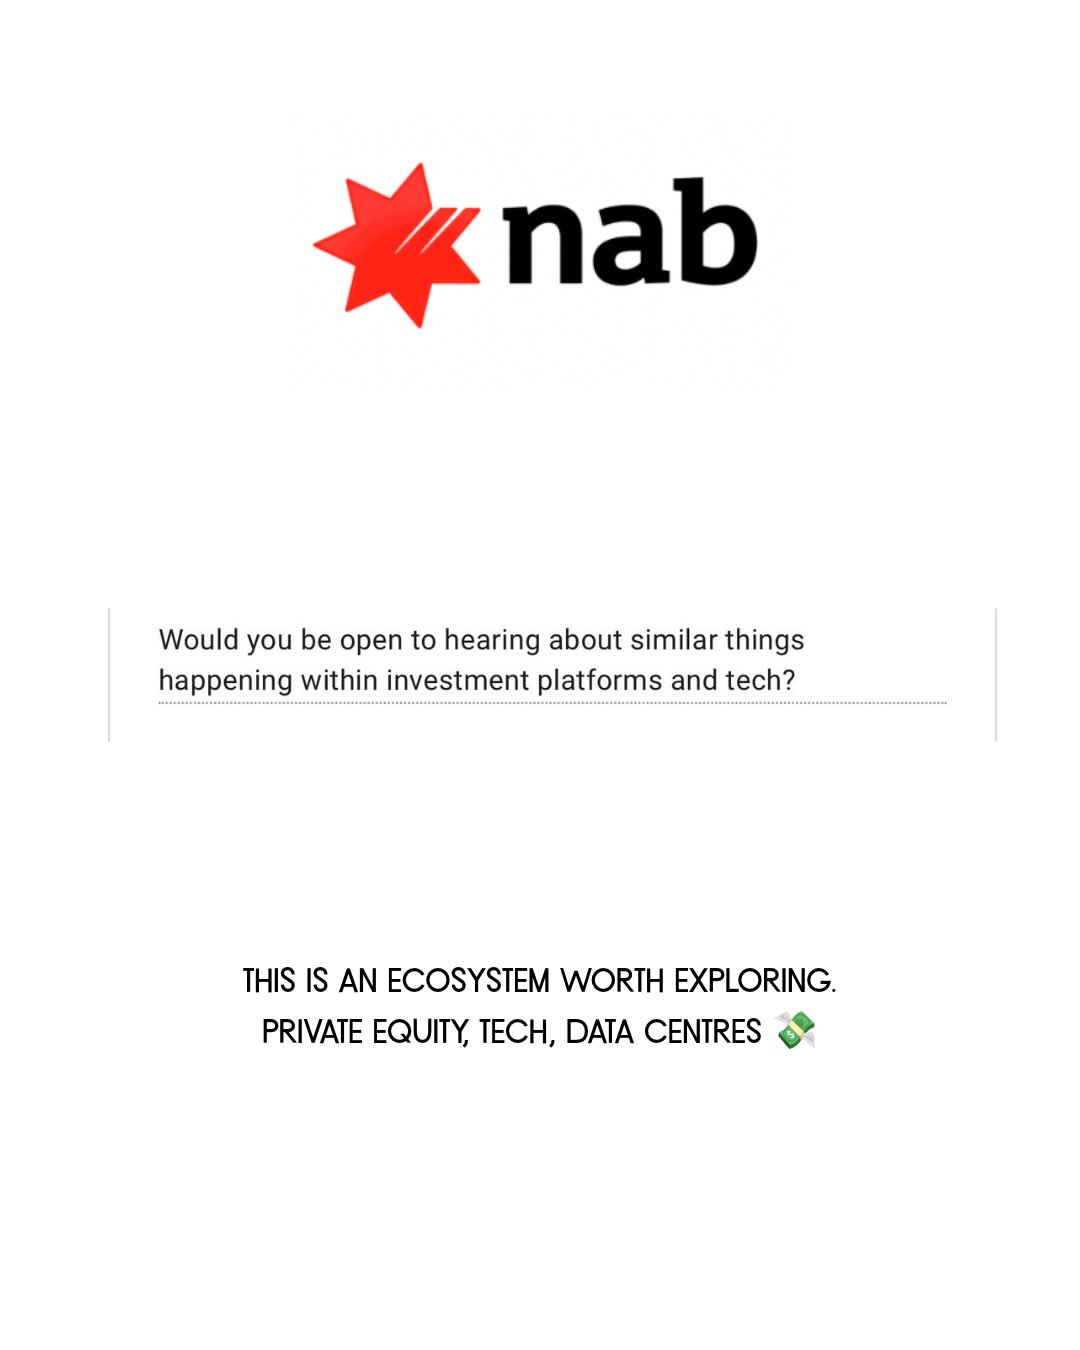 nab
Would you be open to hearing about similar things
happening within investment platforms and tech?
THIS IS AN ECOSYSTEM WORTH EXPLORING.
PRIVATE EQUITY, TECH, DATA CENTRES 💸